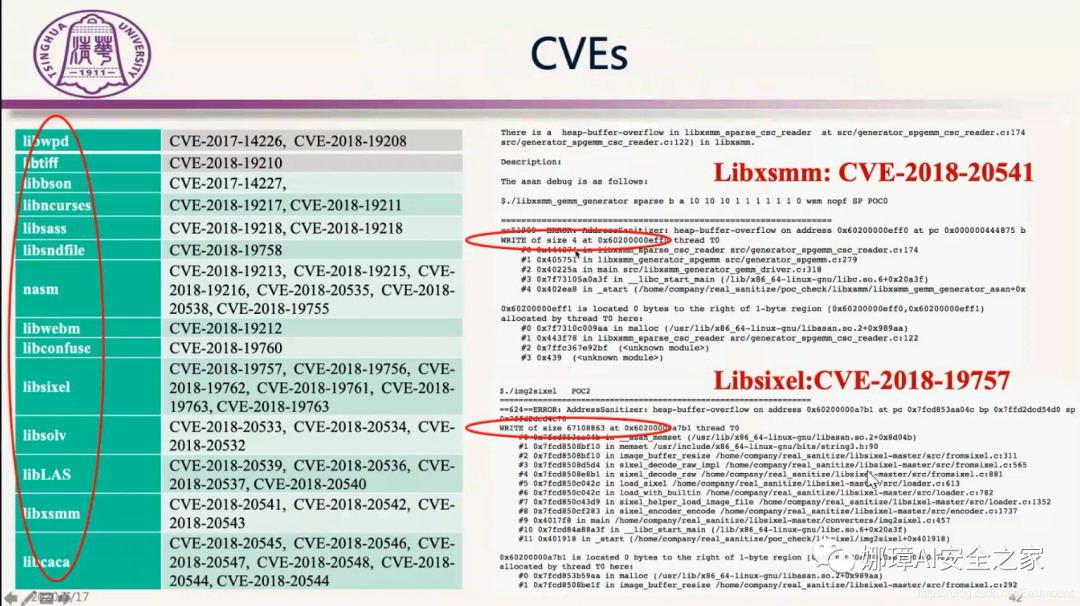 TSINGHUA UNIVERSITY
清華
-1911-
CVEs
libwpd CVE-2017-14226, CVE-2018-19208
libtiff CVE-2018-19210
libbson CVE-2017-14227,
libncurses CVE-2018-19217, CVE-2018-19211
libsass CVE-2018-19218, CVE-2018-19218
libsndfile CVE-2018-19758
nasm CVE-2018-19213, CVE-2018-19215, CVE-
2018-19216, CVE-2018-20535, CVE-2018-
20538, CVE-2018-19755
libwebm CVE-2018-19212
libconfuse CVE-2018-19760
libsixel CVE-2018-19757, CVE-2018-19756, CVE-
2018-19762, CVE-2018-19761, CVE-2018-
19763, CVE-2018-19763
libsolv CVE-2018-20533, CVE-2018-20534, CVE-
2018-20532
libLAS CVE-2018-20539, CVE-2018-20536, CVE-
2018-20537, CVE-2018-20540
libxsmm CVE-2018-20541, CVE-2018-20542, CVE-
2018-20543
libcaca CVE-2018-20545, CVE-2018-20546, CVE-
2018-20547, CVE-2018-20548, CVE-2018-
20544, CVE-2018-20544
There is a heap-buffer-overflow in libxsmm_sparse_csc_reader at src/generator_spgemm_csc_reader.c:174
src/generator_spgemm_csc_reader.c:122) in libxsmm.
Description:
Libxsmm: CVE-2018-20541
The asan debug is as follows:
$./libxsmm_gemm_generator sparse b a 10 10 10 1 1 1 1 1 1 0 wsm nopf SP POC0
ERROR: AddressSanitizer: heap-buffer-overflow on address 0x60200000eff0 at pc 0x000000444875 b
WRITE of size 4 at 0x60200000eff0 thread T0
#0 in libxsmm_sparse_csc_reader src/generator_spgemm_csc_reader.c:174
#1 0x405751 in libxsmm_generator_spgemm src/generator_spgemm.c:279
#2 0x40225a in main src/libxsmm_generator_gemm_driver.c:318
#3 0x7f73105a0a3f in __libc_start_main (/lib/x86_64-linux-gnu/libc.so.6+0x20a3f)
#4 0x402ea8 in _start (/home/company/real_sanitize/poc_check/libxsmm/libxsmm_gemm_generator_asan+0x
0x60200000eff1 is located 0 bytes to the right of 1-byte region [0x60200000eff0,0x60200000eff1)
allocated by thread T0 here:
#0 0x7f7310c009aa in malloc (/usr/lib/x86_64-linux-gnu/libasan.so.2+0x989aa)
#1 0x443f78 in libxsmm_sparse_csc_reader src/generator_spgemm_csc_reader.c:122
#2 0x7ffc367e92bf (<unknown module>)
#3 0x439 (<unknown module>)
Libsixel:CVE-2018-19757
$./img2sixel POC2
==624==ERROR: AddressSanitizer: heap-buffer-overflow on address 0x60200000a7b1 at pc 0x7fcd853aa04c bp 0x7ffd2dcd54d0 sp
WRITE of size 67108863 at 0x60200000a7b1 thread T0
#0 0x7fcd853aa04b in __asan_memset (/usr/lib/x86_64-linux-gnu/libasan.so.2+0x8d04b)
#1 0x7fcd8508bf10 in memset /usr/include/x86_64-linux-gnu/bits/string3.h:90
#2 0x7fcd8508bf10 in image_buffer_resize /home/company/real_sanitize/libsixel-master/src/fromsixel.c:311
#3 0x7fcd8508d5d4 in sixel_decode_raw_impl /home/company/real_sanitize/libsixel-master/src/fromsixel.c:565
#4 0x7fcd8508e8b1 in sixel_decode_raw /home/company/real_sanitize/libsixel-master/src/fromsixel.c:881
#5 0x7fcd850c042c in load_sixel /home/company/real_sanitize/libsixel-master/src/loader.c:613
#6 0x7fcd850c042c in load_with_builtin /home/company/real_sanitize/libsixel-master/src/loader.c:782
#7 0x7fcd850c43d9 in sixel_helper_load_image_file /home/company/real_sanitize/libsixel-master/src/loader.c:1352
#8 0x7fcd850cf283 in sixel_encoder_encode /home/company/real_sanitize/libsixel-master/src/encoder.c:1737
#9 0x4017f8 in main /home/company/real_sanitize/libsixel-master/converters/img2sixel.c:457
#10 0x7fcd84a88a3f in __libc_start_main (/lib/x86_64-linux-gnu/libc.so.6+0x20a3f)
#11 0x401918 in _start (/home/company/real_sanitize/poc_check/libsixel/img2sixel+0x401918)
0x60200000a7b1 is located 0 bytes to the right of 1-byte region
allocated by thread T0 here:
#0 0x7fcd853b59aa in malloc (/usr/lib/x86_64-linux-gnu/libasan.so.2+0x989aa)
#1 0x7fcd8508be1f in image_buffer_resize /home/company/real_sanitize/libsixel-master/src/fromsixel.c:292
娜璋AI安全之家
42